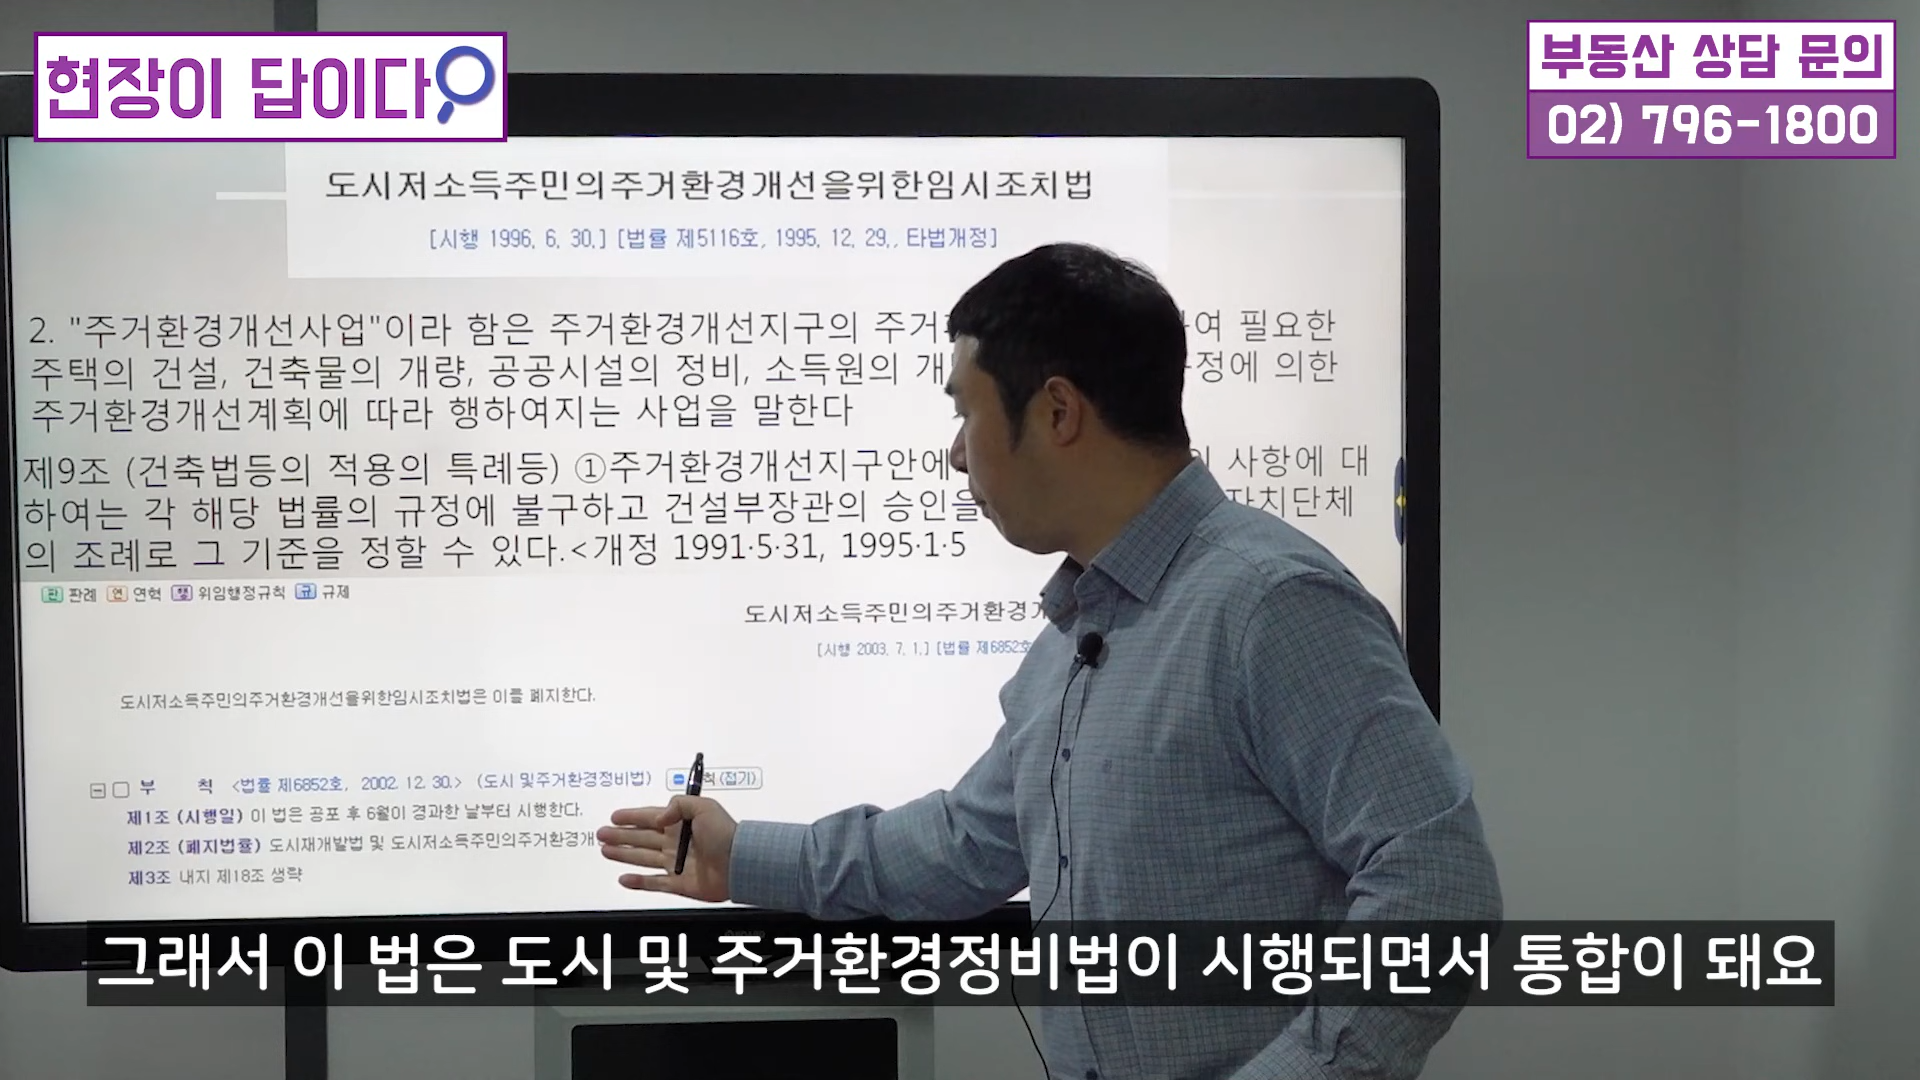 현장이 답이다
부동산 상담 문의
02) 796-1800
도시저소득주민의주거환경개선을위한임시조치법
[시행 1996. 6. 30.] [법률 제5116호, 1995. 12. 29., 타법개정]
2. "주거환경개선사업"이라 함은 주거환경개선지구의 필요한
주택의 건설, 건축물의 개량, 공공시설의 정비, 소득원의 의한
주거환경개선계획에 따라 행하여지는 사업을 말한다
제9조 (건축법등의 적용의 특례등) ①주거환경개선지구안에 사항에 대
하여는 각 해당 법률의 규정에 불구하고 건설부장관의 승인을 자치단체
의 조례로 그 기준을 정할 수 있다.<개정 1991·5·31, 1995·1·5
판 판례 연 연혁 행 위임행정규칙 규 규제
도시저소득주민의주거환경개
[시행 2003. 7. 1.] [법률 제6852호
도시저소득주민의주거환경개선을위한임시조치법은 이를 폐지한다.
부 칙 <법률 제6852호, 2002. 12. 30.> (도시 및주거환경정비법) 칙(접기)
제1조 (시행일) 이 법은 공포 후 6월이 경과한 날부터 시행한다.
제2조 (폐지법률) 도시재개발법 및 도시저소득주민의주거환경개
제3조 내지 제18조 생략
그래서 이 법은 도시 및 주거환경정비법이 시행되면서 통합이 돼요